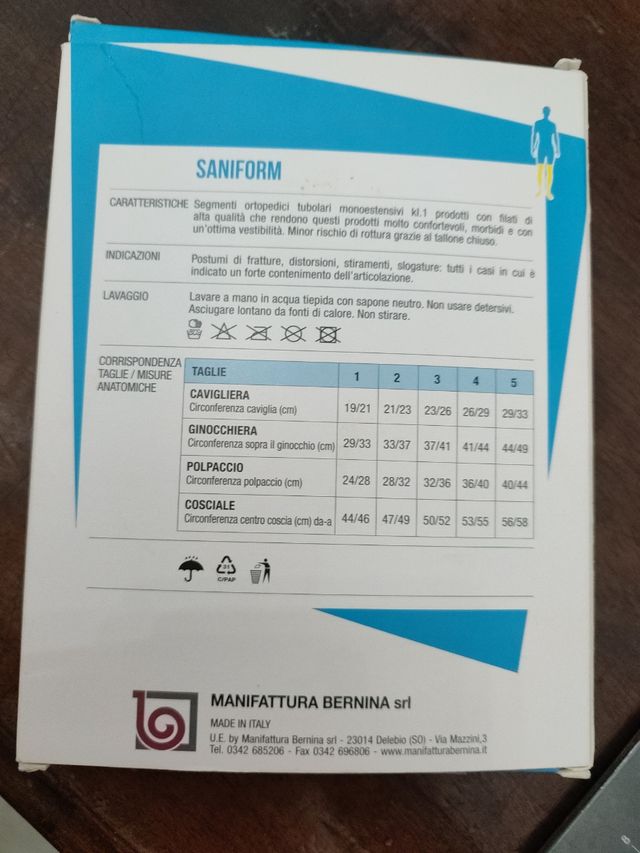 SANIFORM
CARATTERISTICHE Segmenti ortopedici tubolari monoestensivi kl.1 prodotti con filati di
alta qualità che rendono questi prodotti molto confortevoli, morbidi e con
un'ottima vestibilità. Minor rischio di rottura grazie al tallone chiuso.
INDICAZIONI Postumi di fratture, distorsioni, stiramenti, slogature: tutti i casi in cui è
indicato un forte contenimento dell'articolazione.
LAVAGGIO Lavare a mano in acqua tiepida con sapone neutro. Non usare detersivi.
Asciugare lontano da fonti di calore. Non stirare.
CORRISPONDENZA
TAGLIE / MISURE
ANATOMICHE
TAGLIE 1 2 3 4 5
CAVIGLIERA
Circonferenza caviglia (cm) 19/21 21/23 23/26 26/29 29/33
GINOCCHIERA
Circonferenza sopra il ginocchio (cm) 29/33 33/37 37/41 41/44 44/49
POLPACCIO
Circonferenza polpaccio (cm) 24/28 28/32 32/36 36/40 40/44
COSCIALE
Circonferenza centro coscia (cm) da-a 44/46 47/49 50/52 53/55 56/58
21
C/PAP
MANIFATTURA BERNINA srl
MADE IN ITALY
U.E. by Manifattura Bernina srl - 23014 Delebio (SO) - Via Mazzini,3
Tel. 0342 685206 - Fax 0342 696806 - www.manifatturabernina.it